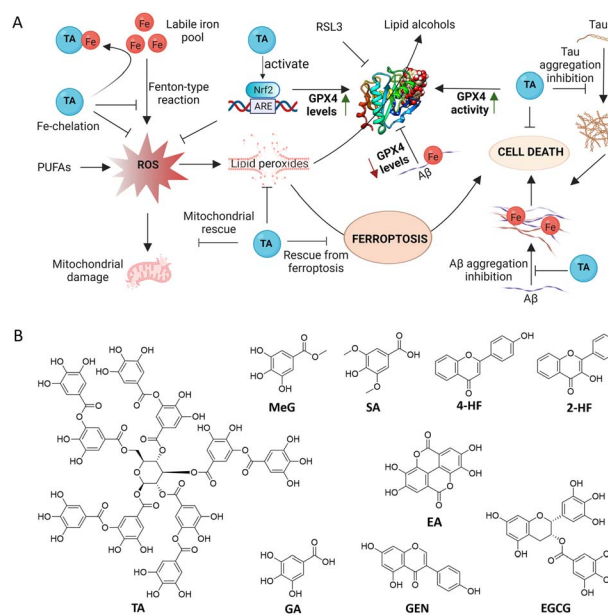 A
TA
Fe
Fe
Fe
Fe
Labile iron
pool
TA
Fe-chelation
Fenton-type
reaction
PUFAs
ROS
Mitochondrial
damage
TA
activate
Nrf2
ARE
GPX4
levels
RSL3
Lipid alcohols
Lipid peroxides
GPX4
levels
Fe
Aβ
GPX4
activity
TA
Tau
Tau
aggregation
inhibition
CELL DEATH
Mitochondrial
rescue
TA
Rescue from
ferroptosis
FERROPTOSIS
Fe
Fe
Aβ aggregation
inhibition
TA
Aβ
B
MeG
SA
4-HF
2-HF
EA
TA
GA
GEN
EGCG